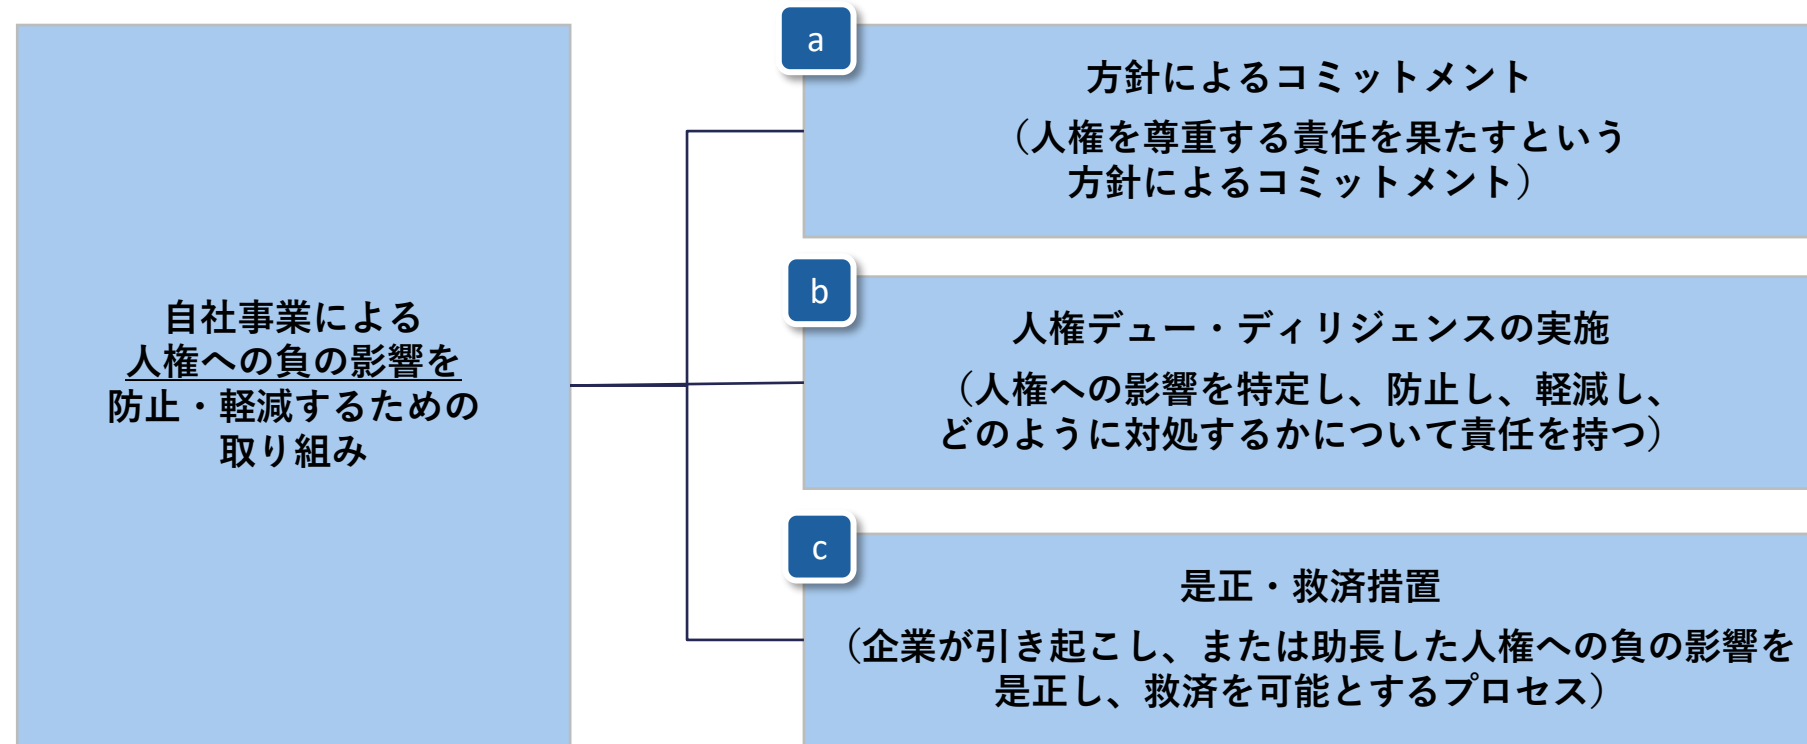 自社事業による
人権への負の影響を
防止・軽減するための
取り組み
a
方針によるコミットメント
（人権を尊重する責任を果たすという
方針によるコミットメント）
b
人権デュー・ディリジェンスの実施
（人権への影響を特定し、防止し、軽減し、
どのように対処するかについて責任を持つ）
c
是正・救済措置
（企業が引き起こし、または助長した人権への負の影響を
是正し、救済を可能とするプロセス）